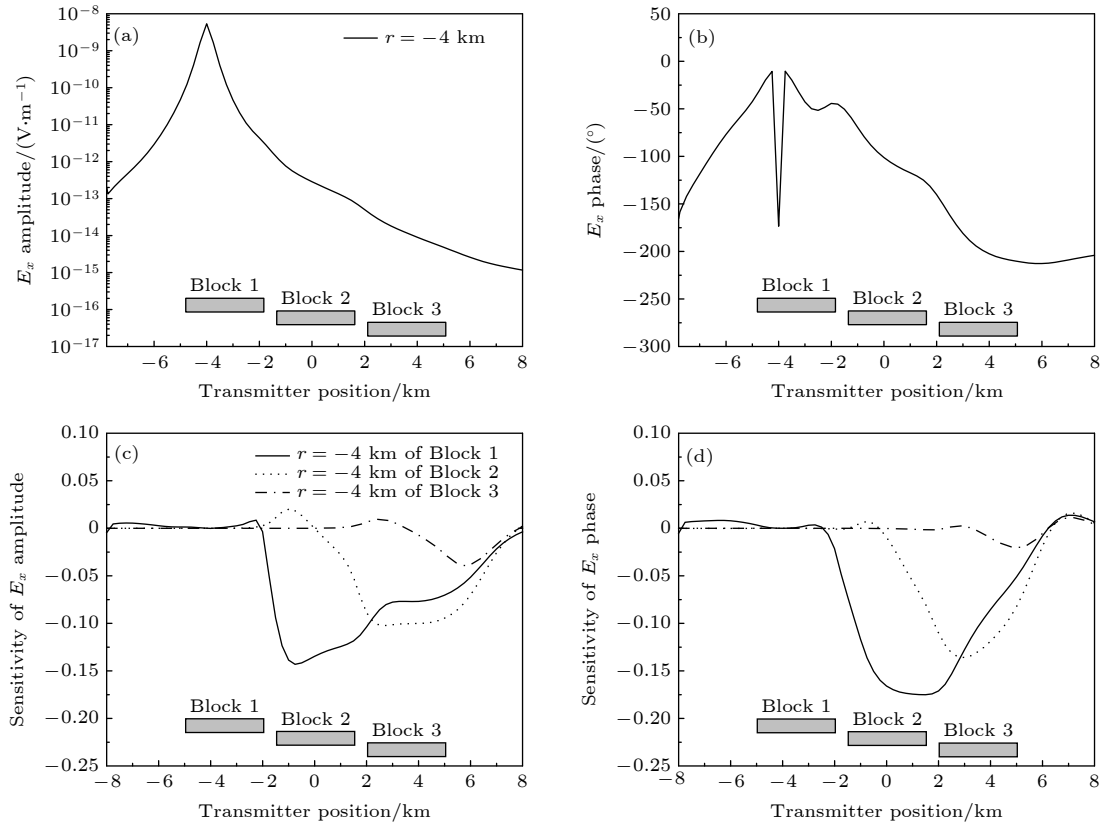 (a)
r = −4 km
10−8
10−9
10−10
10−11
10−12
10−13
10−14
10−15
10−16
10−17
Ex amplitude/(V·m−1)
Block 1
Block 2
Block 3
−6
−4
−2
0
2
4
6
8
Transmitter position/km
(b)
50
0
−50
−100
−150
−200
−250
−300
Ex phase/(°)
Block 1
Block 2
Block 3
−6
−4
−2
0
2
4
6
8
Transmitter position/km
(c)
r = −4 km of Block 1
r = −4 km of Block 2
r = −4 km of Block 3
0.10
0.05
0
−0.05
−0.10
−0.15
−0.20
−0.25
Sensitivity of Ex amplitude
Block 1
Block 2
Block 3
−8
−6
−4
−2
0
2
4
6
8
Transmitter position/km
(d)
0.10
0.05
0
−0.05
−0.10
−0.15
−0.20
−0.25
Sensitivity of Ex phase
Block 1
Block 2
Block 3
−8
−6
−4
−2
0
2
4
6
8
Transmitter position/km